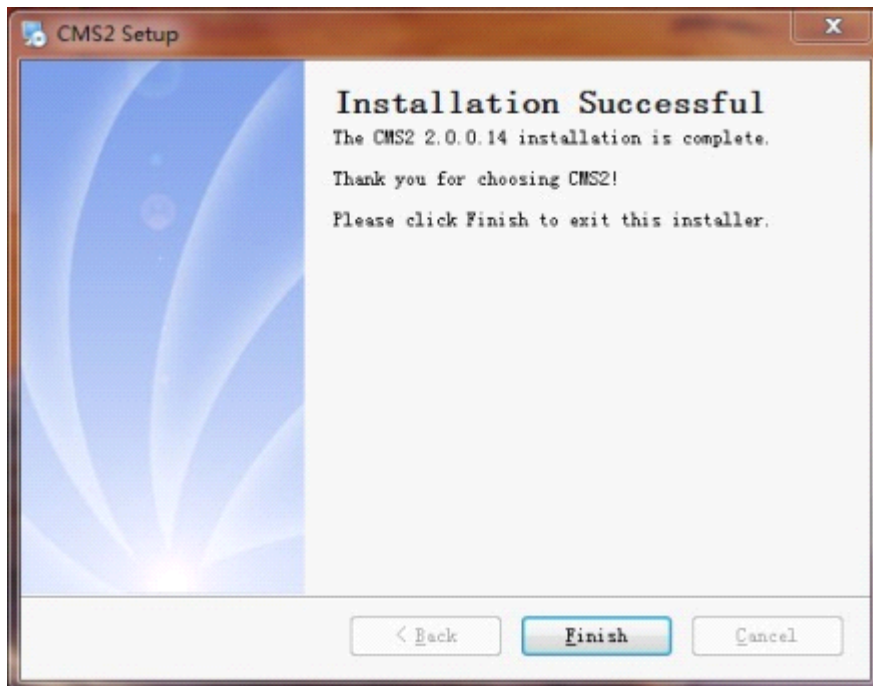 CMS2 Setup
Installation Successful
The CMS2 2.0.0.14 installation is complete.
Thank you for choosing CMS2!
Please click Finish to exit this installer.
< Back
Finish
Cancel